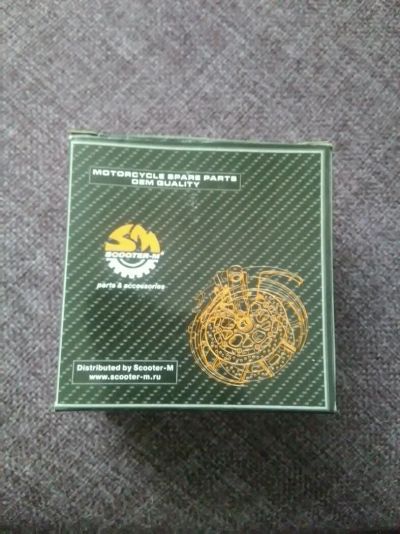 MOTORCYCLE SPARE PARTS
OEM QUALITY
SM
SCOOTER-M®
parts & accessories
Distributed by Scooter-M
www.scooter-m.ru